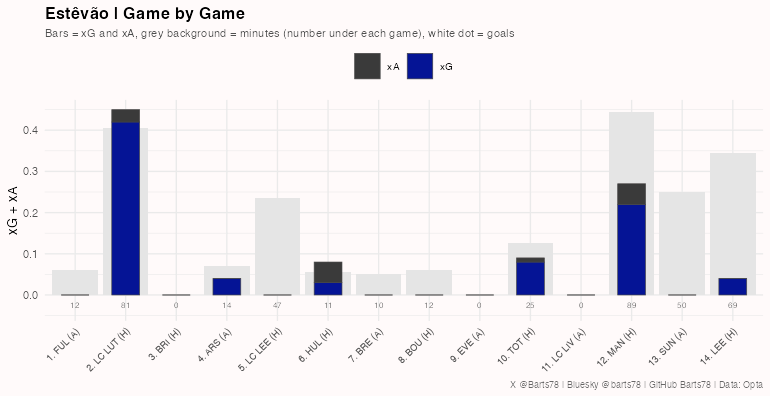 Estêvão | Game by Game
Bars = xG and xA, grey background = minutes (number under each game), white dot = goals
xA xG
xG + xA
0.4
0.3
0.2
0.1
0.0
12 81 0 14 47 11 10 12 0 25 0 89 50 69
1. FUL (A)
2. LC LUT (H)
3. BRI (H)
4. ARS (A)
5. LC LEE (H)
6. HUL (H)
7. BRE (A)
8. BOU (H)
9. EVE (A)
10. TOT (H)
11. LC LIV (A)
12. MAN (H)
13. SUN (A)
14. LEE (H)
X @Barts78 | Bluesky @barts78 | GitHub Barts78 | Data: Opta